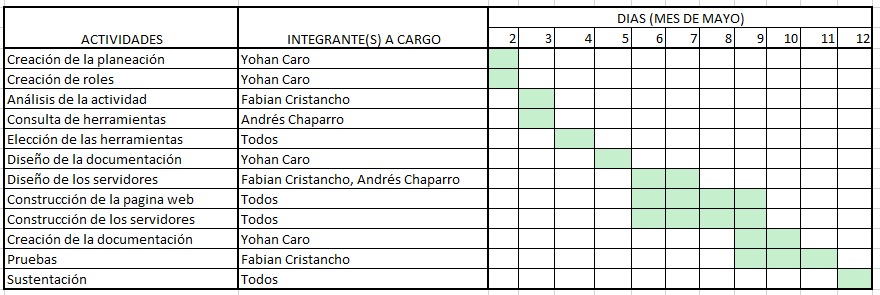 DIAS (MES DE MAYO)
ACTIVIDADES INTEGRANTE(S) A CARGO 2 3 4 5 6 7 8 9 10 11 12
Creación de la planeación Yohan Caro
Creación de roles Yohan Caro
Análisis de la actividad Fabian Cristancho
Consulta de herramientas Andrés Chaparro
Elección de las herramientas Todos
Diseño de la documentación Yohan Caro
Diseño de los servidores Fabian Cristancho, Andrés Chaparro
Construcción de la pagina web Todos
Construcción de los servidores Todos
Creación de la documentación Yohan Caro
Pruebas Fabian Cristancho
Sustentación Todos